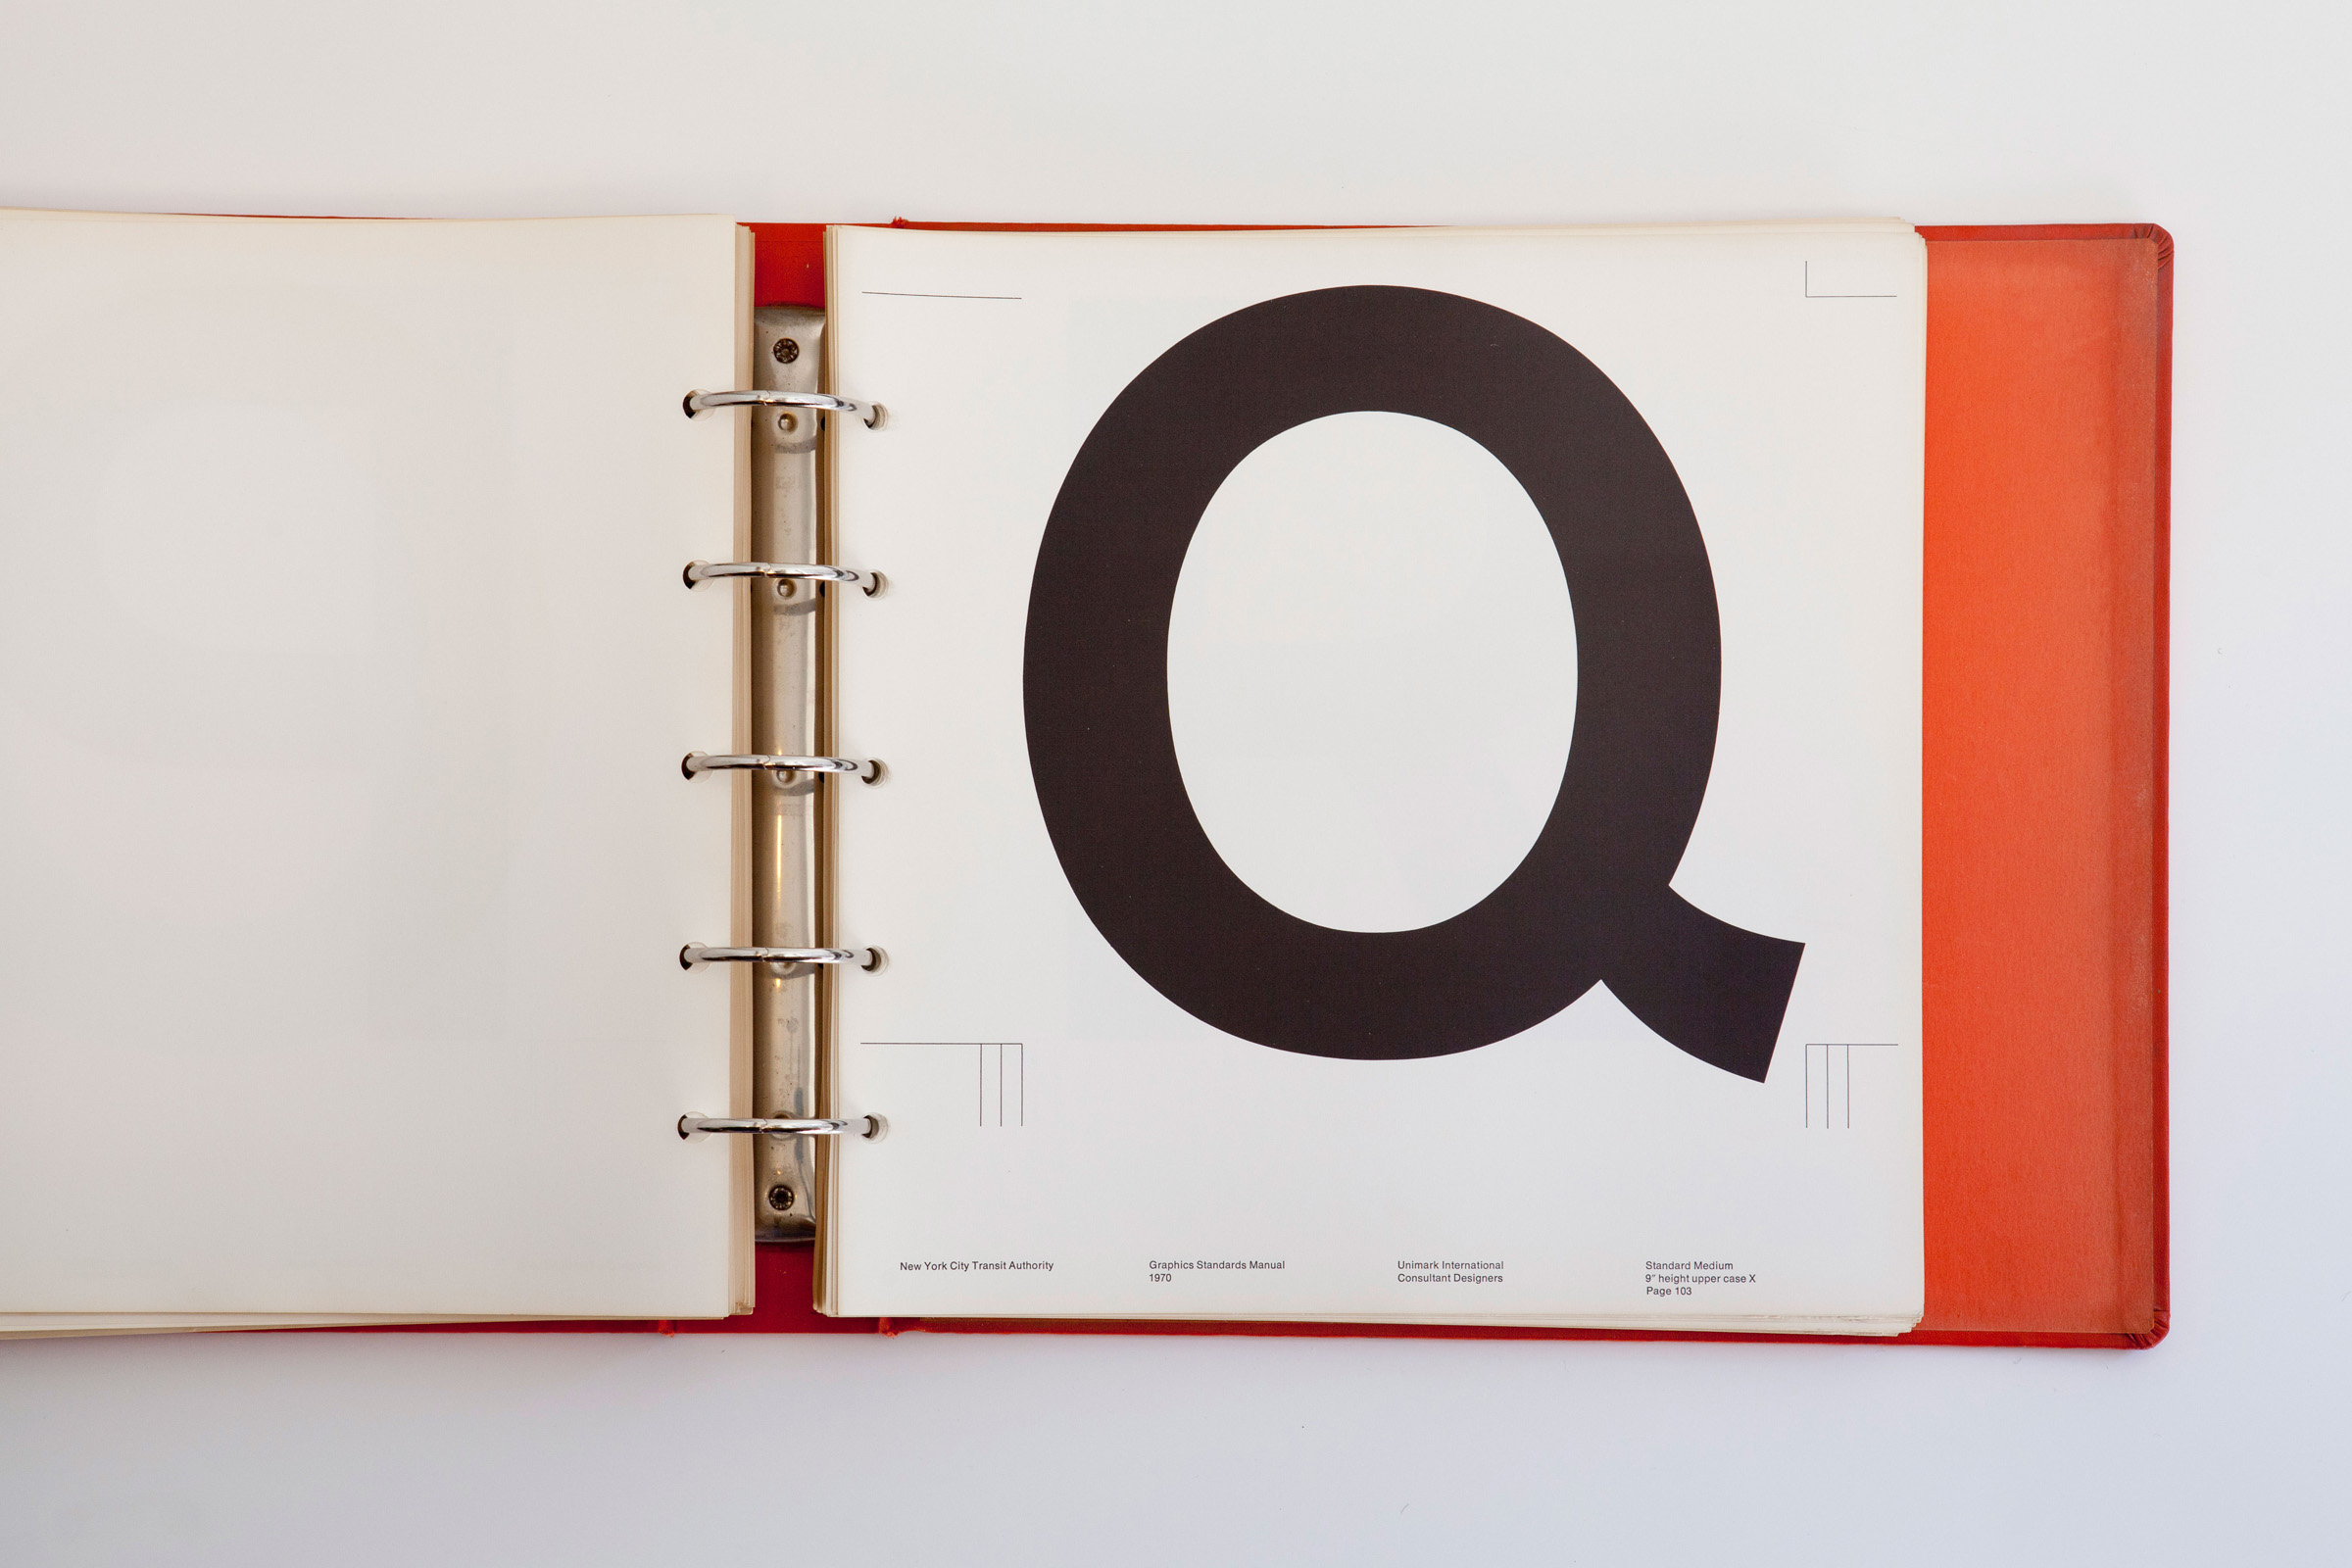 Q
New York City Transit Authority
Graphics Standards Manual
1970
Unimark International
Consultant Designers
Standard Medium
9" height upper case X
Page 103